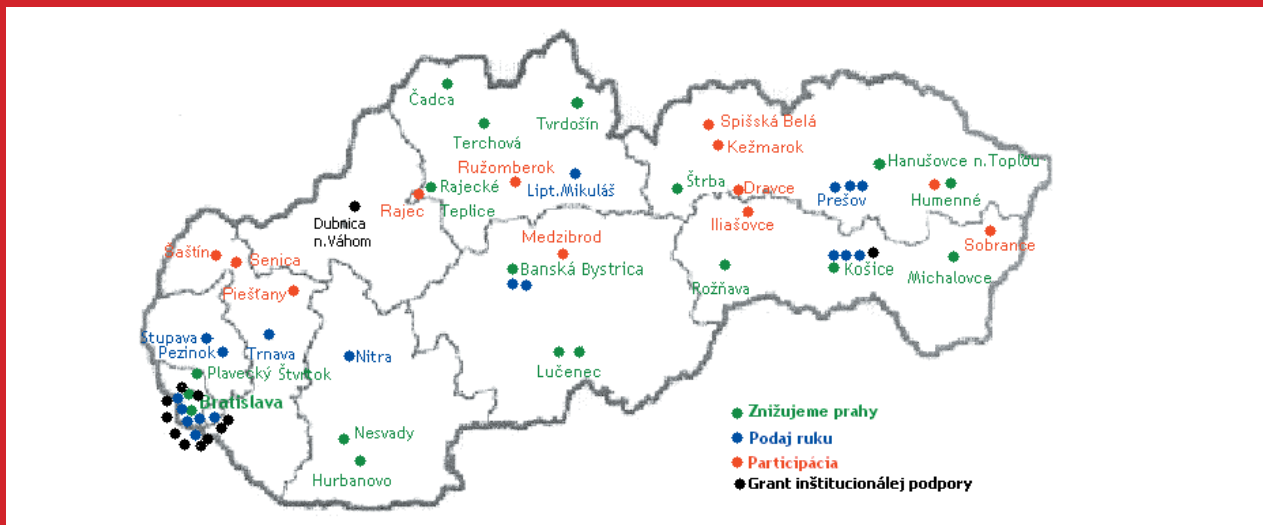 Čadca
Tvrdošín
Terchová
Spišská Belá
Kežmarok
Hanušovce n.Topľou
Ružomberok
Lipt.Mikuláš
Štrba
Dravce
Prešov
Humenné
Rajec
Rajecké
Teplice
Dubnica
n.Váhom
Iliašovce
Sobrance
Šaštín
Senica
Medzibrod
Banská Bystrica
Košice
Michalovce
Rožňava
Piešťany
Stupava
Pezinok
Trnava
Nitra
Plavecký Štvrtok
Lučenec
Bratislava
Nesvady
Hurbanovo
Znižujeme prahy
Podaj ruku
Participácia
Grant inštitucionálej podpory